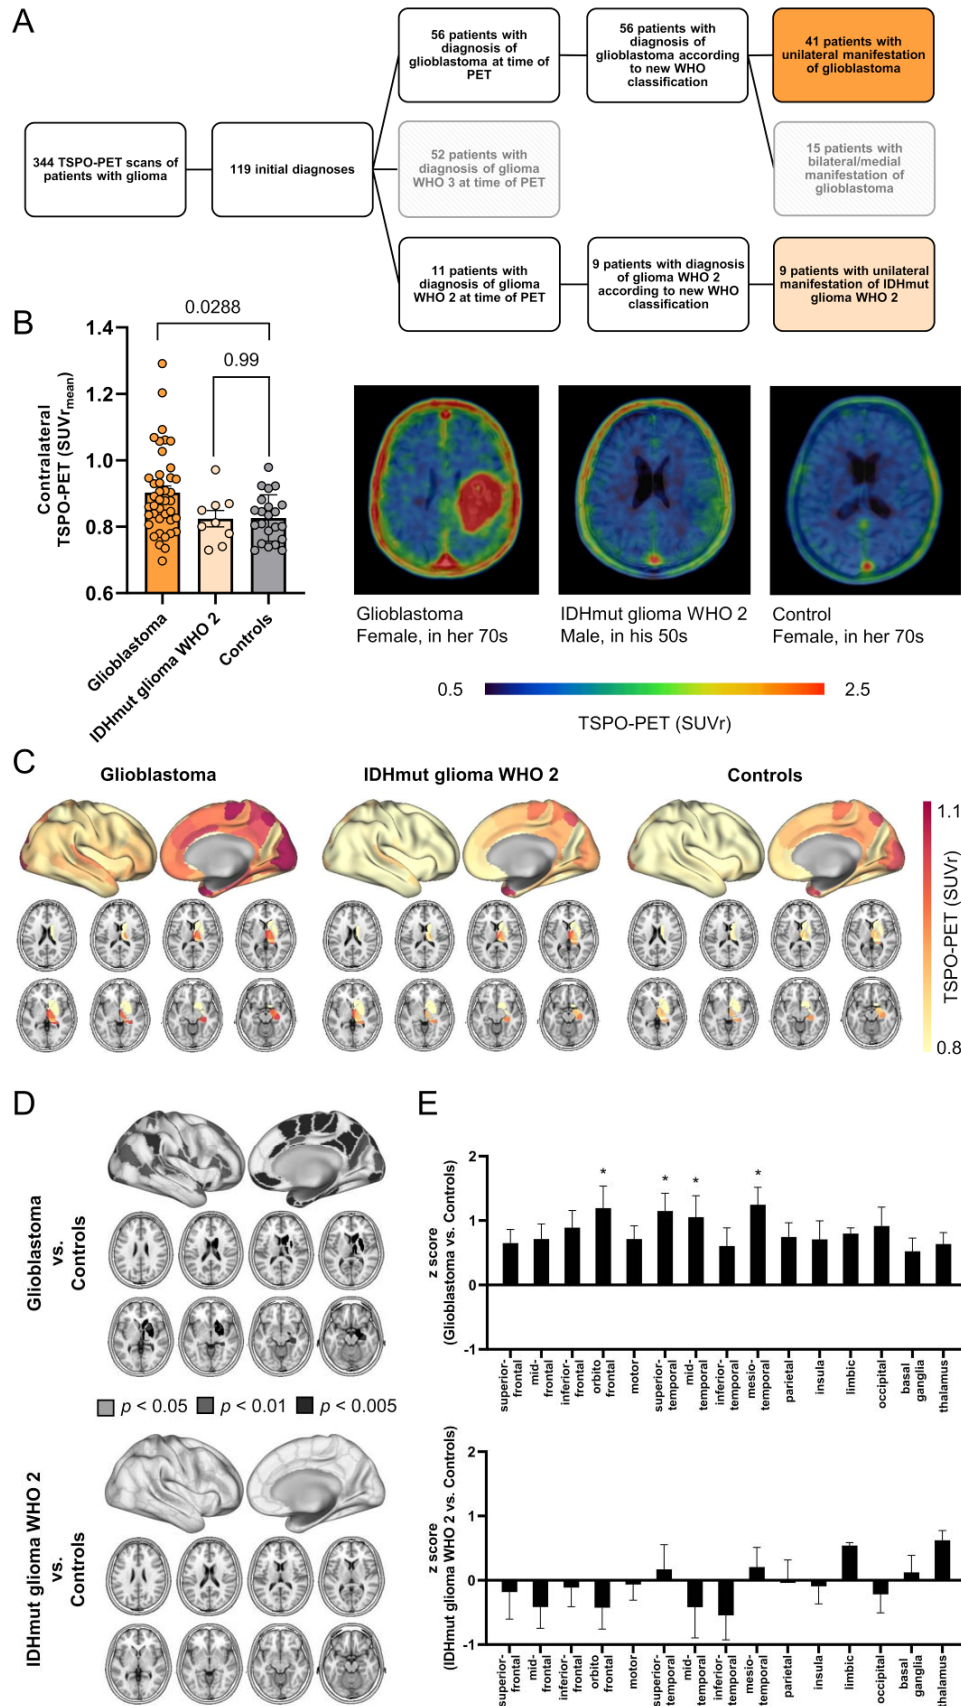 A
344 TSPO-PET scans of
patients with glioma
119 initial diagnoses
56 patients with
diagnosis of
glioblastoma at time of
PET
56 patients with
diagnosis of
glioblastoma according
to new WHO
classification
41 patients with
unilateral manifestation
of glioblastoma
52 patients with
diagnosis of glioma
WHO 3 at time of PET
15 patients with
bilateral/medial
manifestation of
glioblastoma
11 patients with
diagnosis of glioma
WHO 2 at time of PET
9 patients with diagnosis
of glioma WHO 2
according to new WHO
classification
9 patients with unilateral
manifestation of IDHmut
glioma WHO 2
B
Contralateral
TSPO-PET (SUVr mean)
1.4
1.2
1.0
0.8
0.6
0.0288
0.99
Glioblastoma
IDHmut glioma WHO 2
Controls
Glioblastoma
Female, in her 70s
IDHmut glioma WHO 2
Male, in his 50s
Control
Female, in her 70s
0.5
2.5
TSPO-PET (SUVr)
C
Glioblastoma
IDHmut glioma WHO 2
Controls
1.1
TSPO-PET (SUVr)
0.8
D
Glioblastoma
vs.
Controls
p < 0.05
p < 0.01
p < 0.005
IDHmut glioma WHO 2
vs.
Controls
E
z score
(Glioblastoma vs. Controls)
2
1
0
-1
*
*
*
*
superior-
frontal
mid-
frontal
inferior-
frontal
orbito
frontal
motor
superior-
temporal
mid-
temporal
inferior-
temporal
mesio-
temporal
parietal
insula
limbic
occipital
basal
ganglia
thalamus
z score
(IDHmut glioma WHO 2 vs. Controls)
2
1
0
-1
superior-
frontal
mid-
frontal
inferior-
frontal
orbito
frontal
motor
superior-
temporal
mid-
temporal
inferior-
temporal
mesio-
temporal
parietal
insula
limbic
occipital
basal
ganglia
thalamus